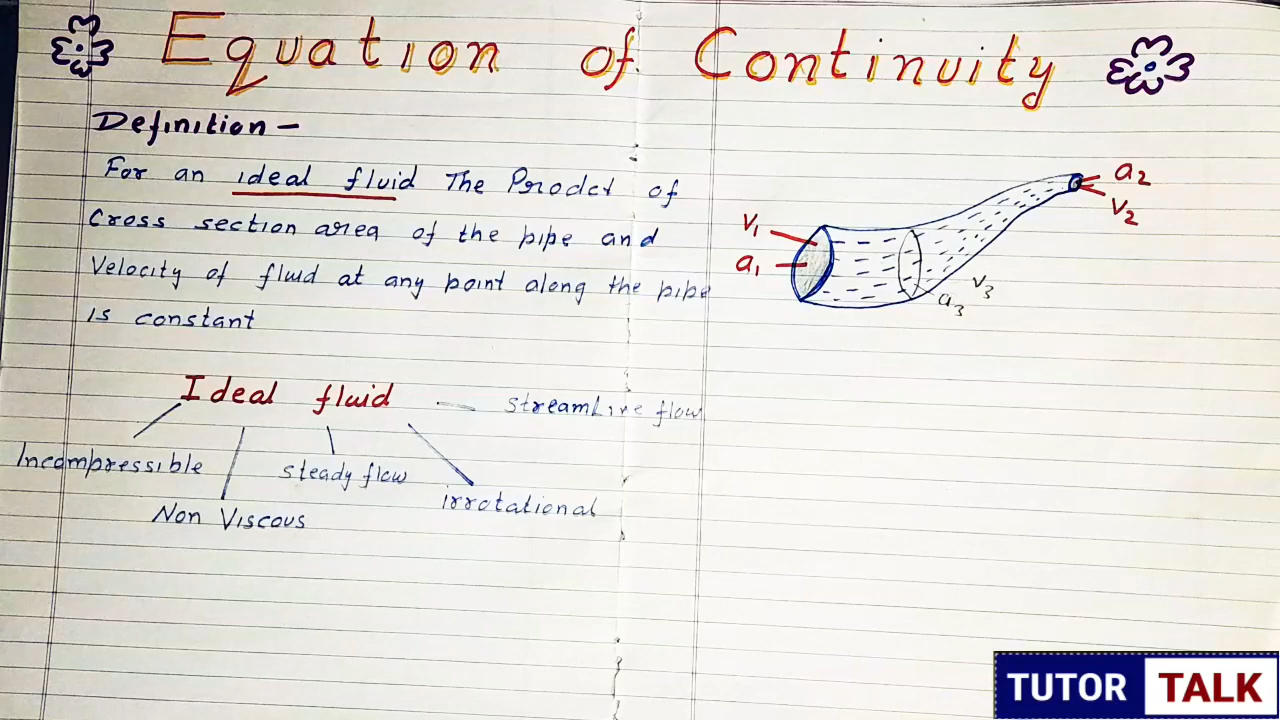 Equation of Continuity
Definition -
For an ideal fluid The Prodct of
Cross section area of the pipe and
Velocity of fluid at any point along the pipe
is constant
V1
a1
a2
V2
V3
a3
Ideal fluid
Streamline flow
Incompressible
Steady flow
irrotational
Non Viscous
TUTOR TALK